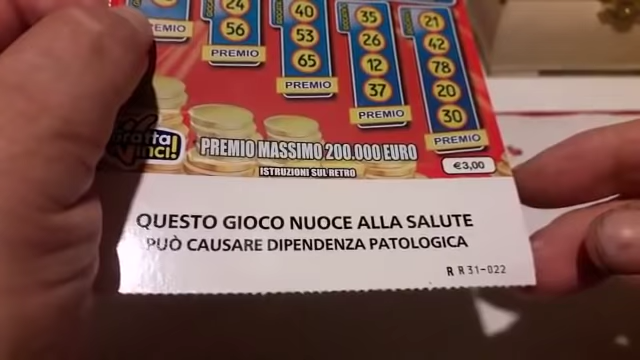 24
56
PREMIO
40
53
65
PREMIO
35
26
12
37
PREMIO
21
42
78
20
30
PREMIO
PREMIO
Gratta
Vinci!
PREMIO MASSIMO 200.000 EURO
ISTRUZIONI SUL RETRO
€3,00
QUESTO GIOCO NUOCE ALLA SALUTE
PUÒ CAUSARE DIPENDENZA PATOLOGICA
R R31-022